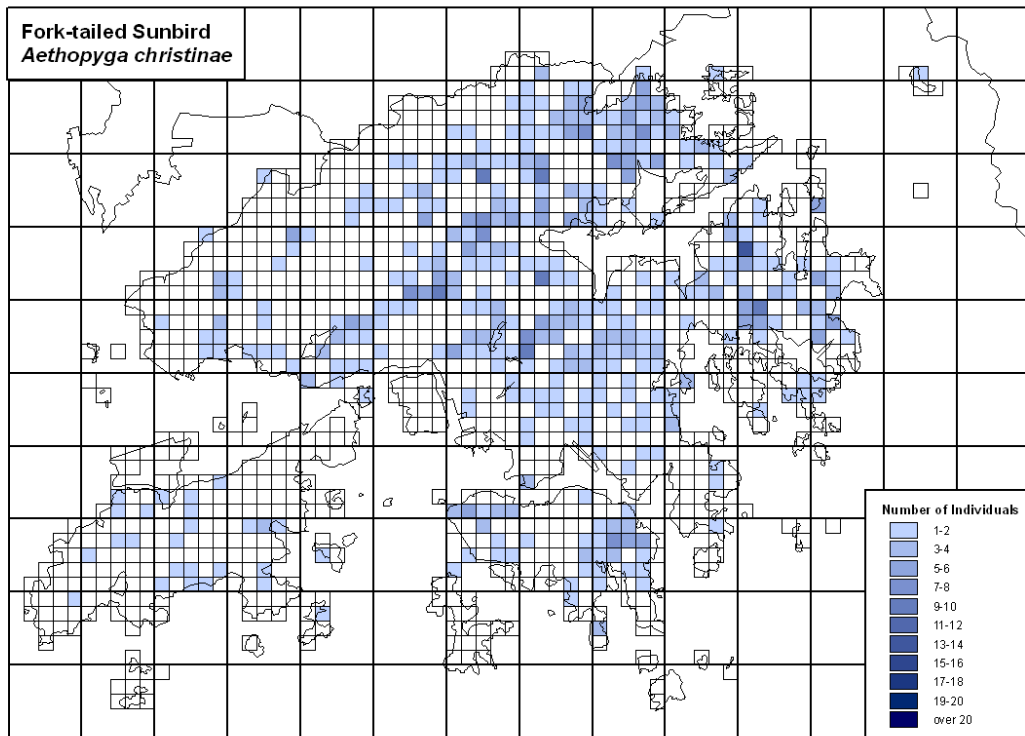 Fork-tailed Sunbird
Aethopyga christinae
Number of Individuals
1-2
3-4
5-6
7-8
9-10
11-12
13-14
15-16
17-18
19-20
over 20